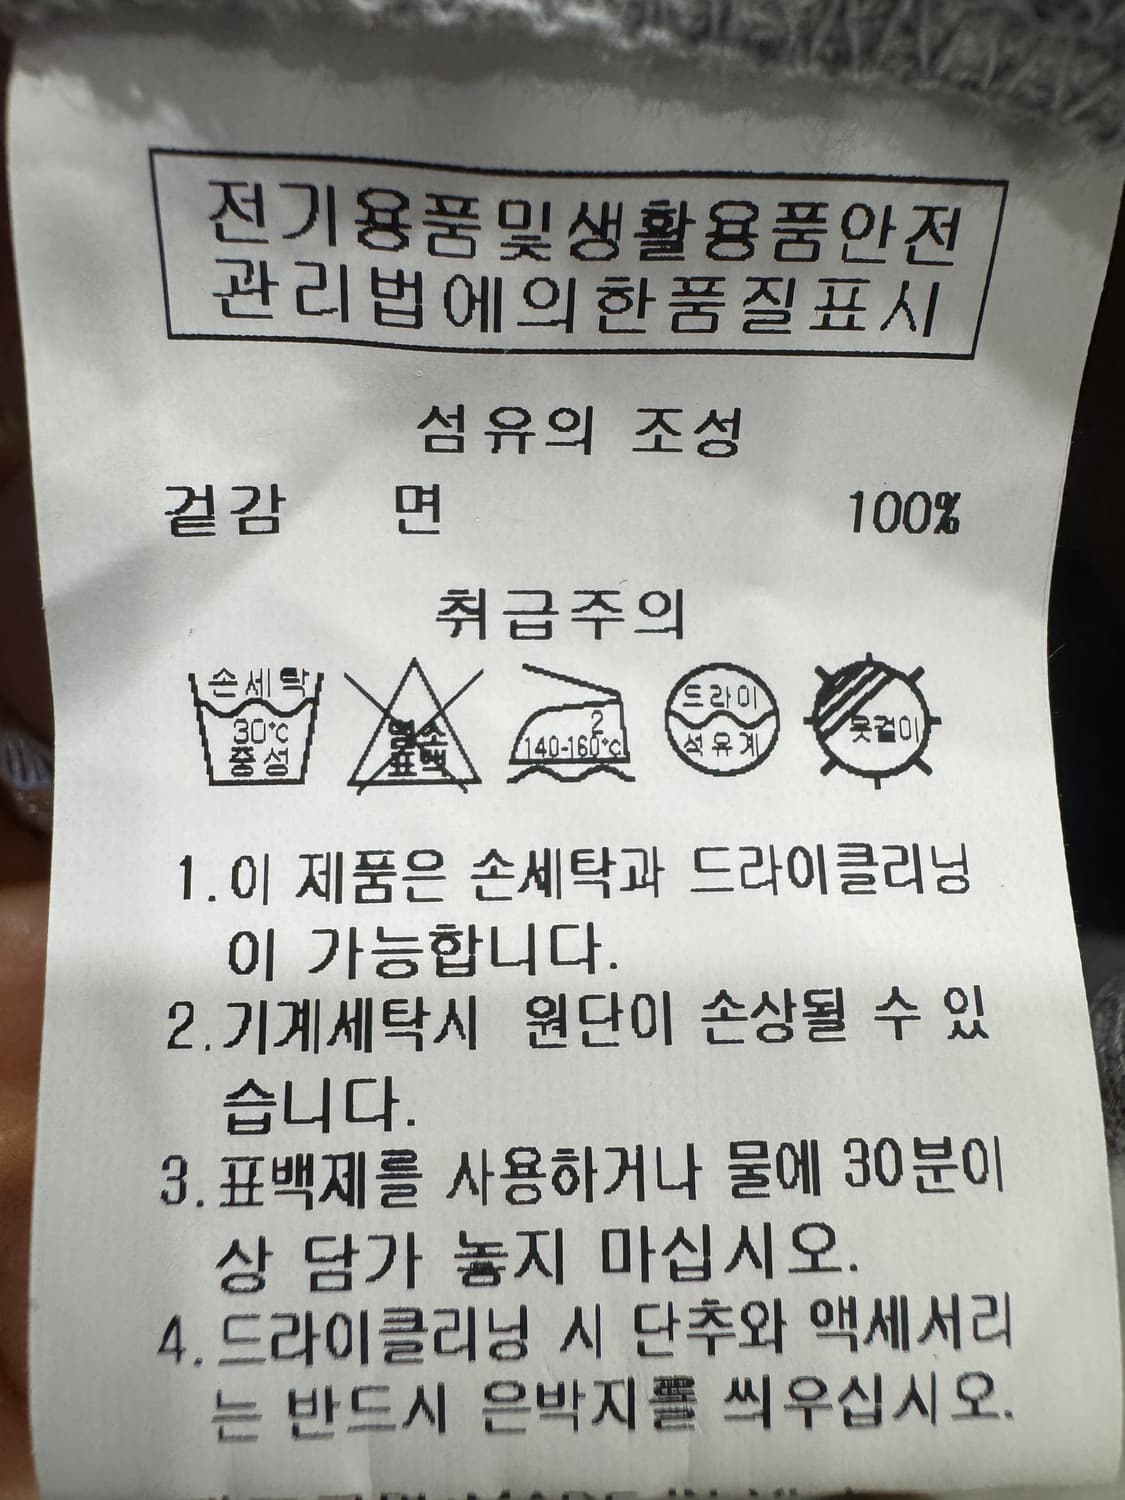 전기용품및생활용품안전
관리법에의한품질표시
섬유의 조성
겉감 면 100%
취급주의
손세탁
30℃
중성
염소
표백
2
140-160℃
드라이
석유계
옷걸이
1.이 제품은 손세탁과 드라이클리닝
이 가능합니다.
2.기계세탁시 원단이 손상될 수 있
습니다.
3.표백제를 사용하거나 물에 30분이
상 담가 놓지 마십시오.
4.드라이클리닝 시 단추와 액세서리
는 반드시 은박지를 씌우십시오.